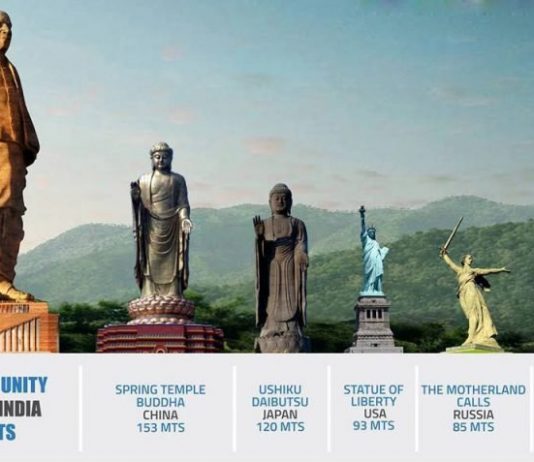 UNITY
INDIA
TS
SPRING TEMPLE
BUDDHA
CHINA
153 MTS
USHIKU
DAIBUTSU
JAPAN
120 MTS
STATUE OF
LIBERTY
USA
93 MTS
THE MOTHERLAND
CALLS
RUSSIA
85 MTS